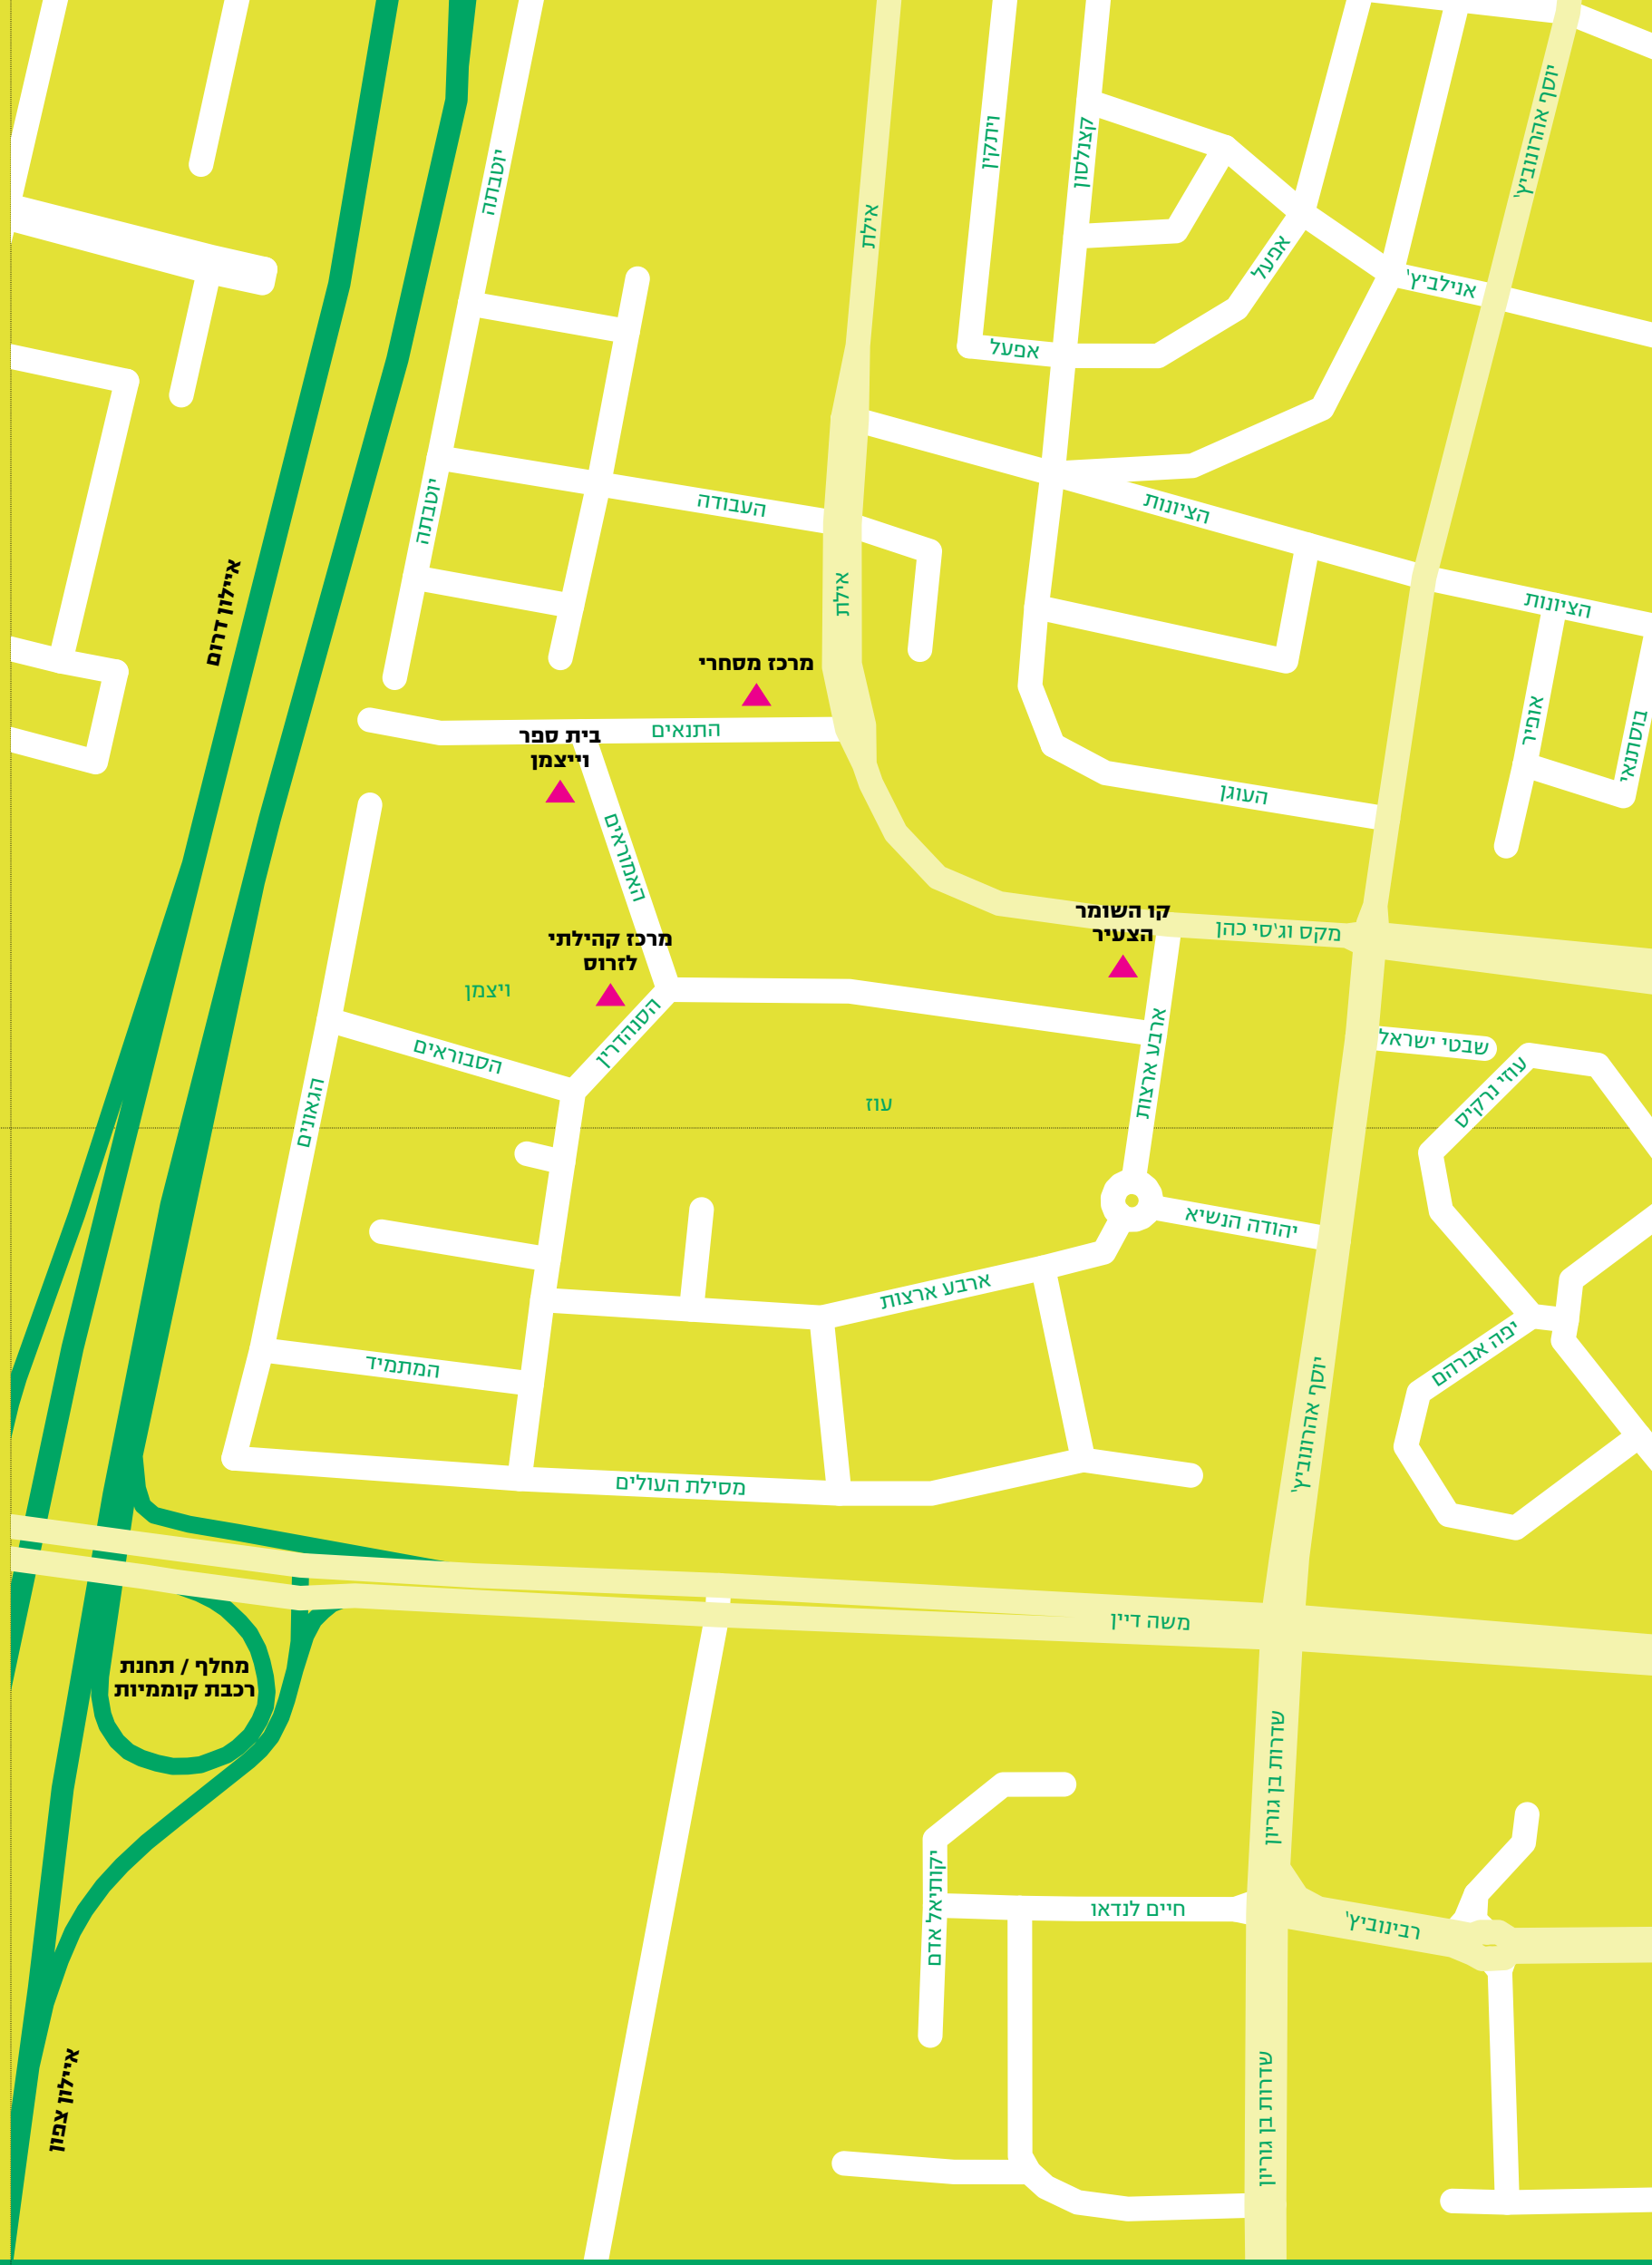 יוסף אהרונוביץ'
ויתקין
קצנלסון
יוטבתה
אילת
אפעל
אנילביץ'
אפעל
יוטבתה
העבודה
הציונות
אילת
הציונות
איילון דרום
מרכז מסחרי
התנאים
אופיר
בוסתנאי
בית ספר
וייצמן
העוגן
האמוראים
קו השומר
הצעיר
מקס וג'סי כהן
מרכז קהילתי
לזרוס
ויצמן
הסנהדרין
הסבוראים
ארבע ארצות
שבטי ישראל
עוזי נרקיס
הגאונים
עוז
יהודה הנשיא
ארבע ארצות
יפה אברהם
המתמיד
יוסף אהרונוביץ'
מסילת העולים
משה דיין
מחלף / תחנת
רכבת קוממיות
שדרות בן גוריון
יקותיאל אדם
חיים לנדאו
רבינוביץ'
איילון צפון
שדרות בן גוריון